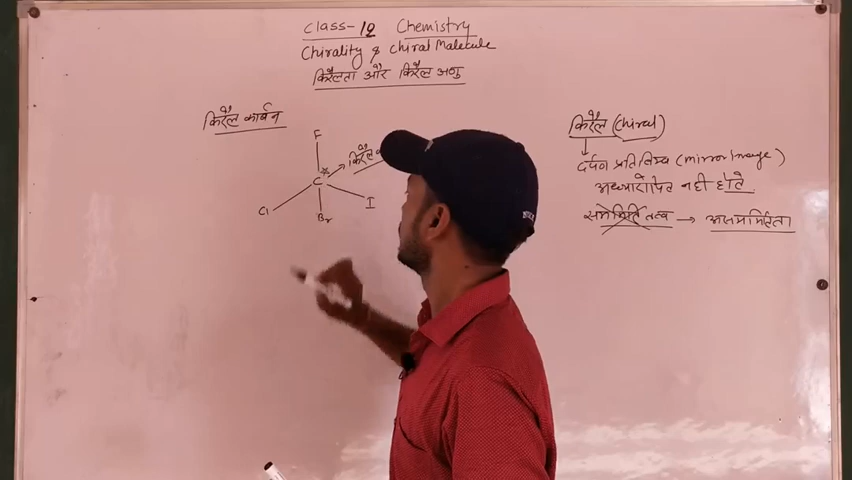 Class-12 Chemistry
Chirality & Chiral Molecule
किरैलता और किरैल अणु
किरैल कार्बन
F
C*
किरैल
Cl
Br
I
किरैल (chiral)
दर्पण प्रतिबिम्ब (mirror Image)
अध्यारोपित नही होते
तत्व → असममिता